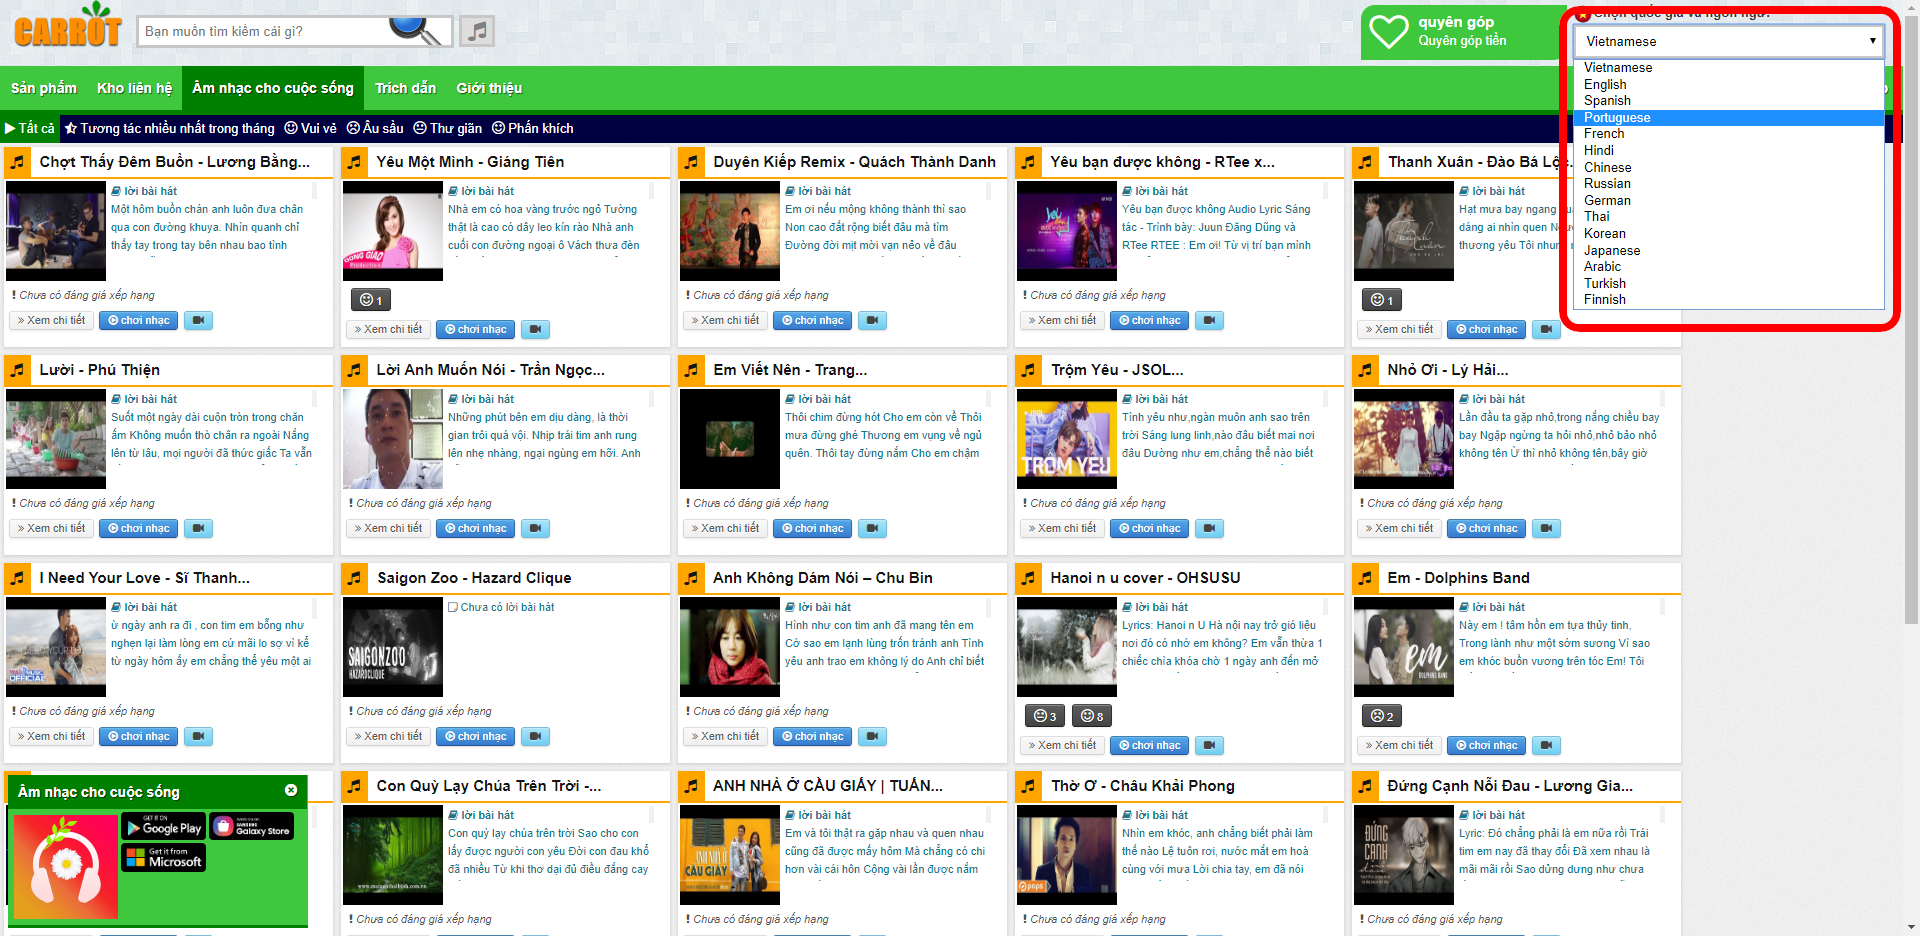 CARROT
Bạn muốn tìm kiếm cái gì?
quyên góp
Quyên góp tiền
Chọn quốc gia và ngôn ngữ?
Vietnamese
Vietnamese
English
Spanish
Portuguese
French
Hindi
Chinese
Russian
German
Thai
Korean
Japanese
Arabic
Turkish
Finnish
Sản phẩm Kho liên hệ Âm nhạc cho cuộc sống Trích dẫn Giới thiệu
Tất cả Tương tác nhiều nhất trong tháng Vui vẻ Âu sầu Thư giãn Phấn khích
Chợt Thấy Đêm Buồn - Lương Bằng...
lời bài hát
Một hôm buồn chán anh luôn đưa chân
qua con đường khuya. Nhìn quanh chỉ
thấy tay trong tay bên nhau bao tình
Chưa có đáng giá xếp hạng
Xem chi tiết chơi nhạc
Yêu Một Mình - Giáng Tiên
lời bài hát
Nhà em có hoa vàng trước ngỏ Tường
thật là cao có dây leo kín rào Nhà anh
cuối con đường ngoại ô Vách thưa đèn
1
Xem chi tiết chơi nhạc
Duyên Kiếp Remix - Quách Thành Danh
lời bài hát
Em ơi nếu mộng không thành thì sao
Non cao đất rộng biết đâu mà tìm
Đường đời mịt mời vạn nẻo về đâu
Chưa có đáng giá xếp hạng
Xem chi tiết chơi nhạc
Yêu bạn được không - RTee x...
lời bài hát
Yêu bạn được không Audio Lyric Sáng
tác - Trình bày: Juun Đăng Dũng và
RTee RTEE : Em ơi! Từ vị trí bạn mình
Chưa có đáng giá xếp hạng
Xem chi tiết chơi nhạc
Thanh Xuân - Đào Bá Lộc.
lời bài hát
Hạt mưa bay ngang
dáng ai nhìn quen
thương yêu Tôi
1
Xem chi tiết chơi nhạc
Lười - Phú Thiện
lời bài hát
Suốt một ngày dài cuộn tròn trong chăn
ấm Không muốn thò chân ra ngoài Nắng
lên từ lâu, mọi người đã thức giấc Ta vẫn
Chưa có đáng giá xếp hạng
Xem chi tiết chơi nhạc
Lời Anh Muốn Nói - Trần Ngọc...
lời bài hát
Những phút bên em dịu dàng, là thời
gian trôi quá vội. Nhịp trái tim anh rung
lên nhẹ nhàng, ngại ngùng em hỡi. Anh
Chưa có đáng giá xếp hạng
Xem chi tiết chơi nhạc
Em Viết Nên - Trang...
lời bài hát
Thôi chim đừng hót Cho em còn về Thôi
mưa đừng ghé Thương em vụng về ngủ
quên. Thôi tay đừng nắm Cho em chậm
Chưa có đáng giá xếp hạng
Xem chi tiết chơi nhạc
Trộm Yêu - JSOL...
TRỘM YÊU
lời bài hát
Tình yêu như,ngàn muôn anh sao trên
trời Sáng lung linh,nào đâu biết mai nơi
đâu Dường như em,chẳng thể nào biết
Chưa có đáng giá xếp hạng
Xem chi tiết chơi nhạc
Nhỏ Ơi - Lý Hải...
lời bài hát
Lần đầu ta gặp nhỏ,trong nắng chiều bay
bay Ngập ngừng ta hỏi nhỏ,nhỏ bảo nhỏ
không tên Ừ thì nhỏ không tên,bây giờ
Chưa có đáng giá xếp hạng
Xem chi tiết chơi nhạc
I Need Your Love - Sĩ Thanh...
OFFICIAL
lời bài hát
ừ ngày anh ra đi , con tim em bỗng như
nghẹn lại làm lòng em cứ mãi lo sợ vì kể
từ ngày hôm ấy em chẳng thể yêu một ai
Chưa có đáng giá xếp hạng
Xem chi tiết chơi nhạc
Saigon Zoo - Hazard Clique
SAIGONZOO
HAZARDCLIQUE
Chưa có lời bài hát
Chưa có đáng giá xếp hạng
Xem chi tiết chơi nhạc
Anh Không Dám Nói – Chu Bin
lời bài hát
Hình như con tim anh đã mang tên em
Cớ sao em lạnh lùng trốn tránh anh Tình
yêu anh trao em không lý do Anh chỉ biết
Chưa có đáng giá xếp hạng
Xem chi tiết chơi nhạc
Hanoi n u cover - OHSUSU
lời bài hát
Lyrics: Hanoi n U Hà nội nay trở gió liệu
nơi đó có nhớ em không? Em vẫn thừa 1
chiếc chìa khóa chờ 1 ngày anh đến mở
3 8
Xem chi tiết chơi nhạc
Em - Dolphins Band
em
DOLPHINS BAND
lời bài hát
Này em ! tâm hồn em tựa thủy tinh,
Trong lành như một sớm sương Vì sao
em khóc buồn vương trên tóc Em! Tôi
2
Xem chi tiết chơi nhạc
Âm nhạc cho cuộc sống
GET IT ON
Google Play
Galaxy Store
Get it from
Microsoft
Con Quỳ Lạy Chúa Trên Trời -...
lời bài hát
Con quỳ lạy chúa trên trời Sao cho con
lấy được người con yêu Đời con đau khổ
đã nhiều Từ khi thơ dại đủ điều đắng cay
Chưa có đáng giá xếp hạng
ANH NHÀ Ở CẦU GIẤY | TUẤN...
ANH NHÀ Ở
CẦU GIẤY
lời bài hát
Em và tôi thật ra gặp nhau và quen nhau
cũng đã được mấy hôm Mà chẳng có chi
hơn vài cái hôn Cộng vài lần được nắm
Chưa có đáng giá xếp hạng
Thờ Ơ - Châu Khải Phong
pops
lời bài hát
Nhìn em khóc, anh chẳng biết phải làm
thế nào Lệ tuôn rơi, nước mắt em hoà
cùng với mưa Lời chia tay, em đã nói
Chưa có đáng giá xếp hạng
Đứng Cạnh Nỗi Đau - Lương Gia...
ĐỨNG
CẠNH
lời bài hát
Lyric: Đó chẳng phải là em nữa rồi Trái
tim em nay đã thay đổi Đã xem nhau là
mãi mãi rồi Sao dửng dưng như chưa
Chưa có đáng giá xếp hạng